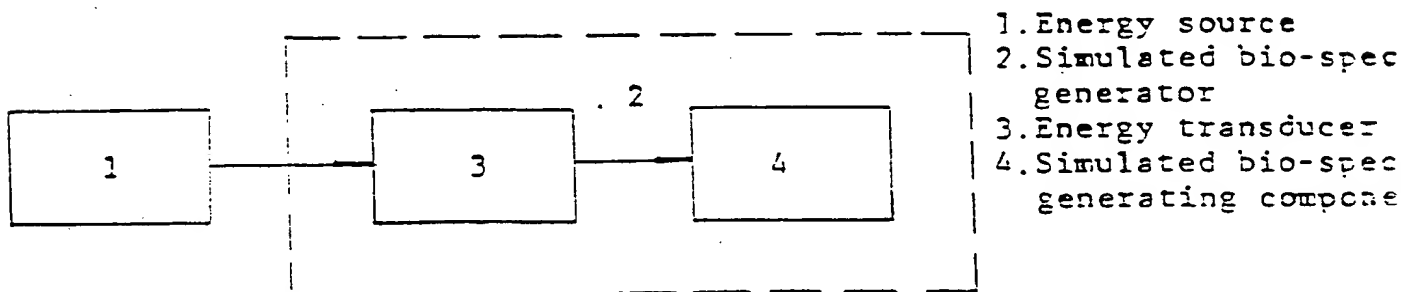 1
2
3
4
1.Energy source
2.Simulated bio-spec
generator
3.Energy transducer
4.Simulated bio-spec
generating compone